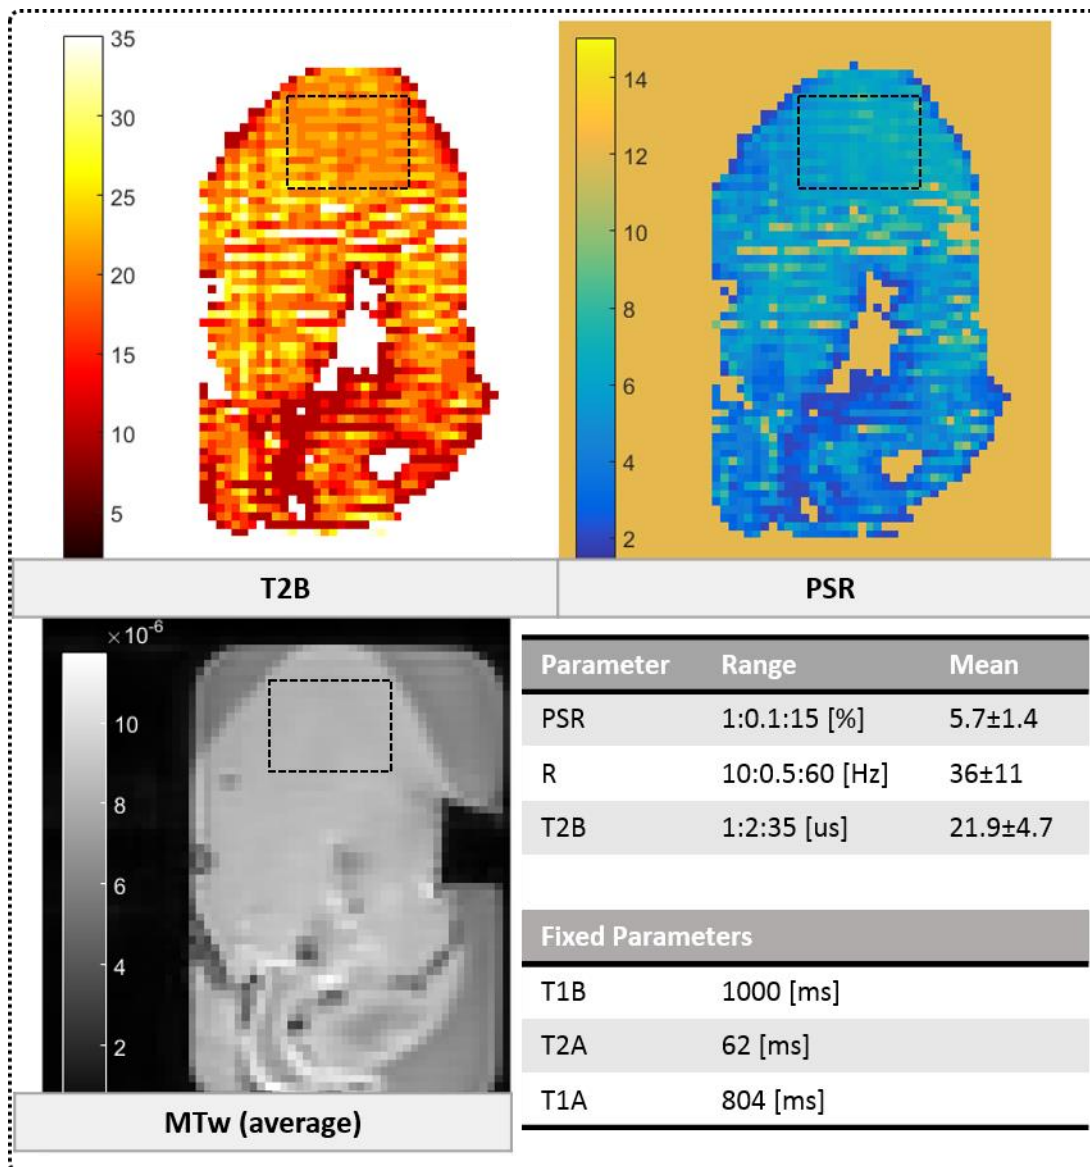 35
30
25
20
15
10
5
14
12
10
8
6
4
2
T2B
PSR
×10-6
10
8
6
4
2
MTw (average)
Parameter Range Mean
PSR 1:0.1:15 [%] 5.7±1.4
R 10:0.5:60 [Hz] 36±11
T2B 1:2:35 [us] 21.9±4.7
Fixed Parameters
T1B 1000 [ms]
T2A 62 [ms]
T1A 804 [ms]